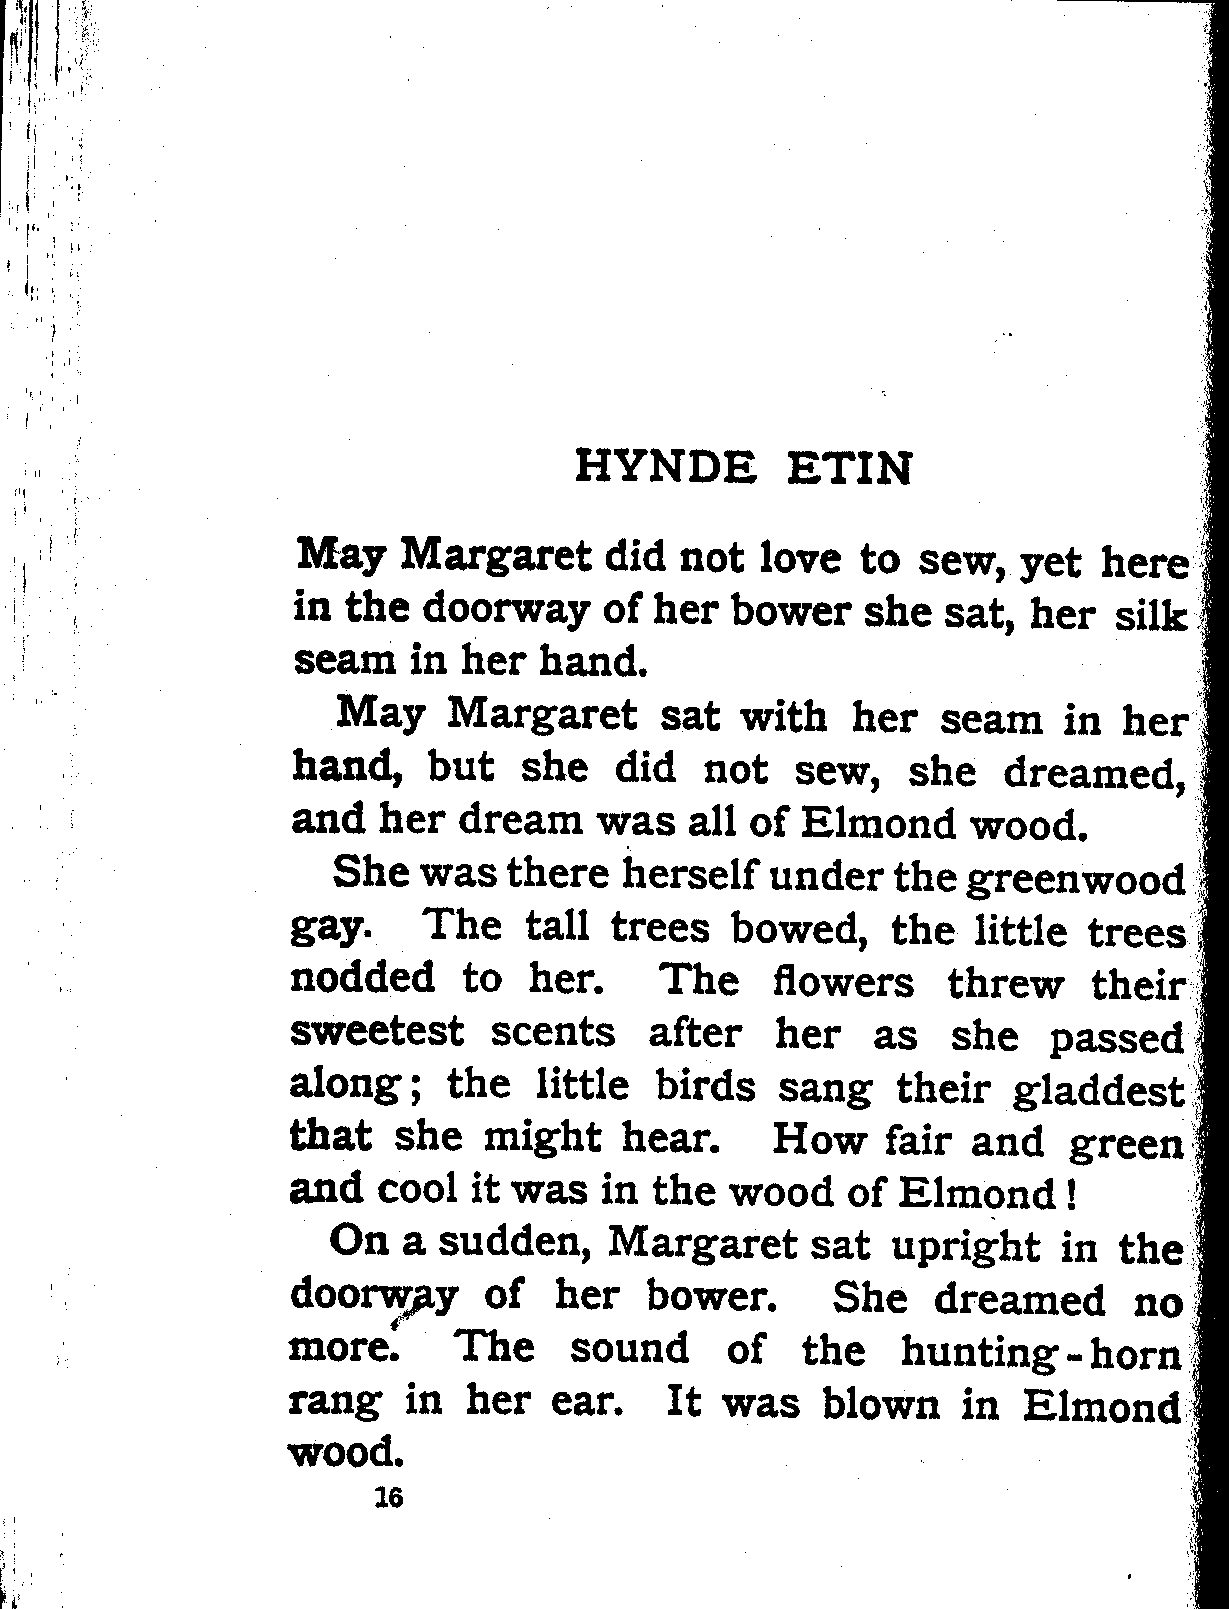 HYNDE ETIN
May Margaret did not love to sew, yet here
in the doorway of her bower she sat, her silk
seam in her hand.
May Margaret sat with her seam in her
hand, but she did not sew, she dreamed,
and her dream was all of Elmond wood.
She was there herself under the greenwood
gay. The tall trees bowed, the little trees
nodded to her. The flowers threw their
sweetest scents after her as she passed
along; the little birds sang their gladdest
that she might hear. How fair and green
and cool it was in the wood of Elmond!
On a sudden, Margaret sat upright in the
doorway of her bower. She dreamed no
more. The sound of the hunting-horn
rang in her ear. It was blown in Elmond
wood.
16